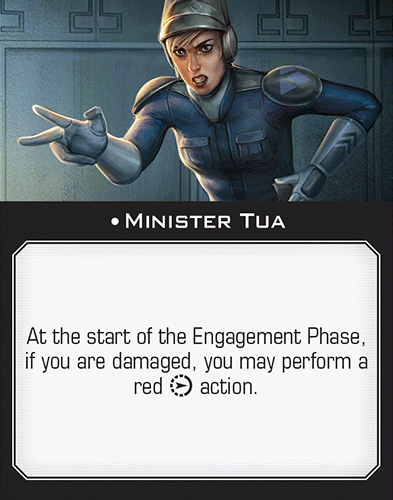 • Minister Tua
At the start of the Engagement Phase,
if you are damaged, you may perform a
red action.